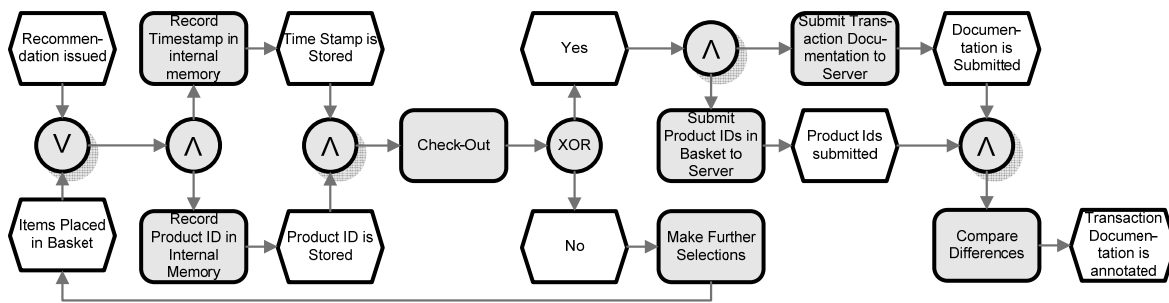 Recommen-
dation issued
Record
Timestamp in
internal
memory
Time Stamp is
Stored
Yes
Λ
Submit Trans-
action Docu-
mentation to
Server
Documen-
tation is
Submitted
V
Λ
Λ
Check-Out
XOR
Submit
Product IDs in
Basket to
Server
Product Ids
submitted
Λ
Items Placed
in Basket
Record
Product ID in
Internal
Memory
Product ID is
Stored
No
Make Further
Selections
Compare
Differences
Transaction
Documen-
tation is
annotated